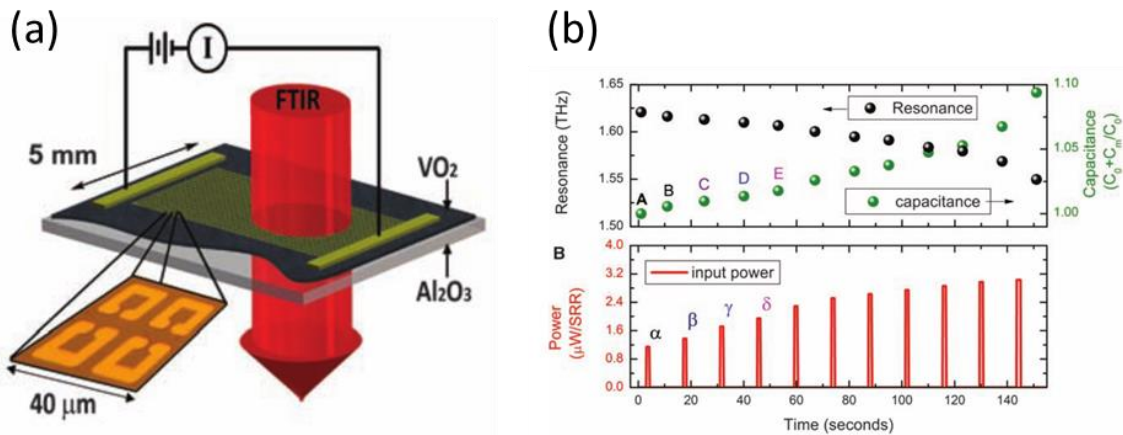 (a)
I
FTIR
5 mm
VO₂
Al₂O₃
40 μm
(b)
1.65
1.60
1.55
1.50
Resonance (THz)
Resonance
capacitance
A
B
C
D
E
1.10
1.05
1.00
Capacitance
(C₀+Cₘ/C₀)
B
4.0
3.2
2.4
1.6
0.8
0.0
Power
(μW/SRR)
input power
α
β
γ
δ
0 20 40 60 80 100 120 140
Time (seconds)